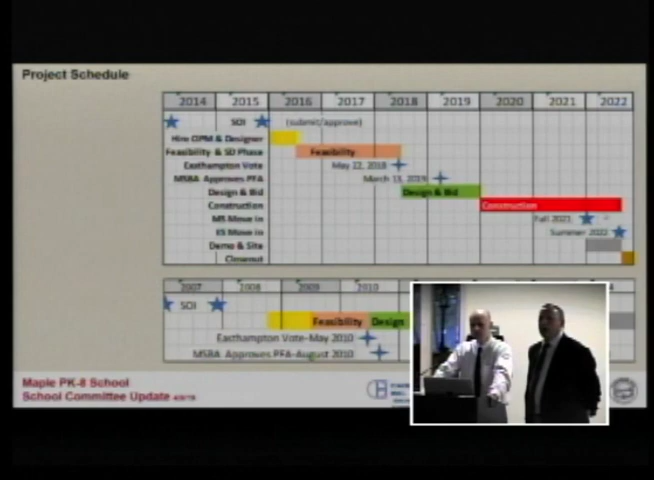 Project Schedule
2014 2015 2016 2017 2018 2019 2020 2021 2022
SOI (submit/approve)
Hire OPM & Designer
Feasibility & SD Phase Feasibility
Easthampton Vote May 22, 2018
MSBA Approves PFA March 13, 2019
Design & Bid Design & Bid
Construction Construction
MS Move in Fall 2021
ES Move in Summer 2022
Demo & Site
Closeout
2007 2008 2009 2010
SOI
Feasibility Design
Easthampton Vote-May 2010
MSBA Approves PFA-August 2010
Maple PK-8 School
School Committee Update